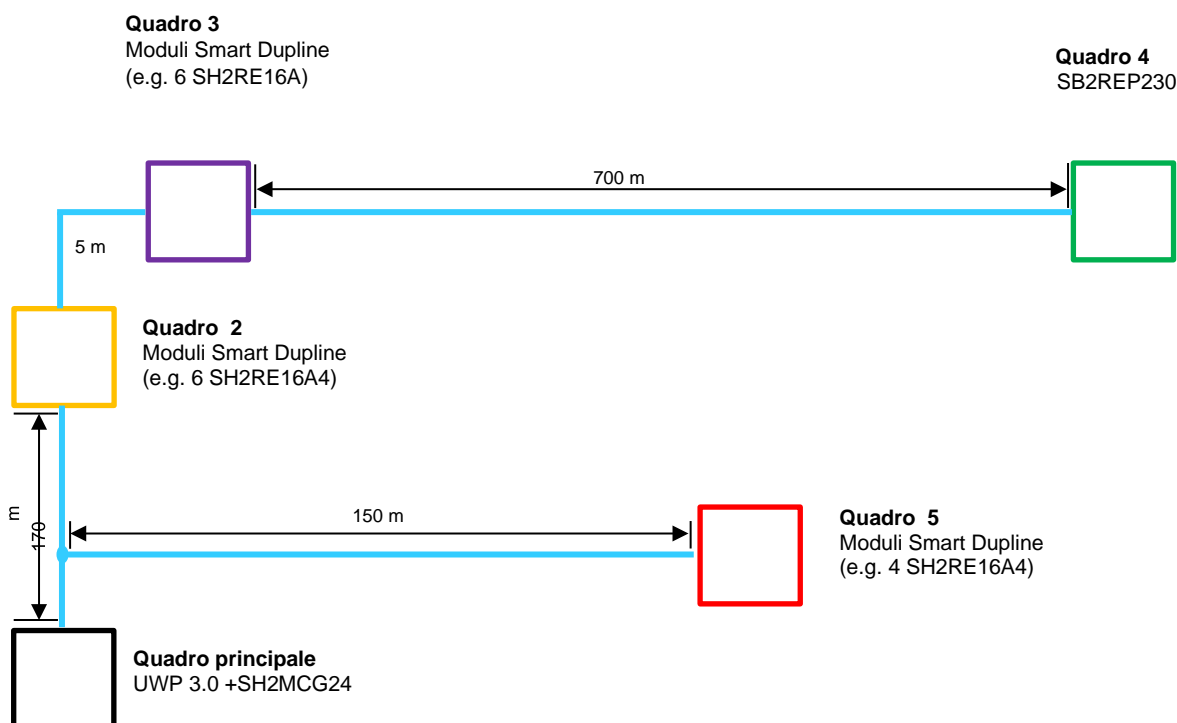 Quadro 3
Moduli Smart Dupline
(e.g. 6 SH2RE16A)
Quadro 4
SB2REP230
700 m
5 m
Quadro 2
Moduli Smart Dupline
(e.g. 6 SH2RE16A4)
170
m
150 m
Quadro 5
Moduli Smart Dupline
(e.g. 4 SH2RE16A4)
Quadro principale
UWP 3.0 +SH2MCG24